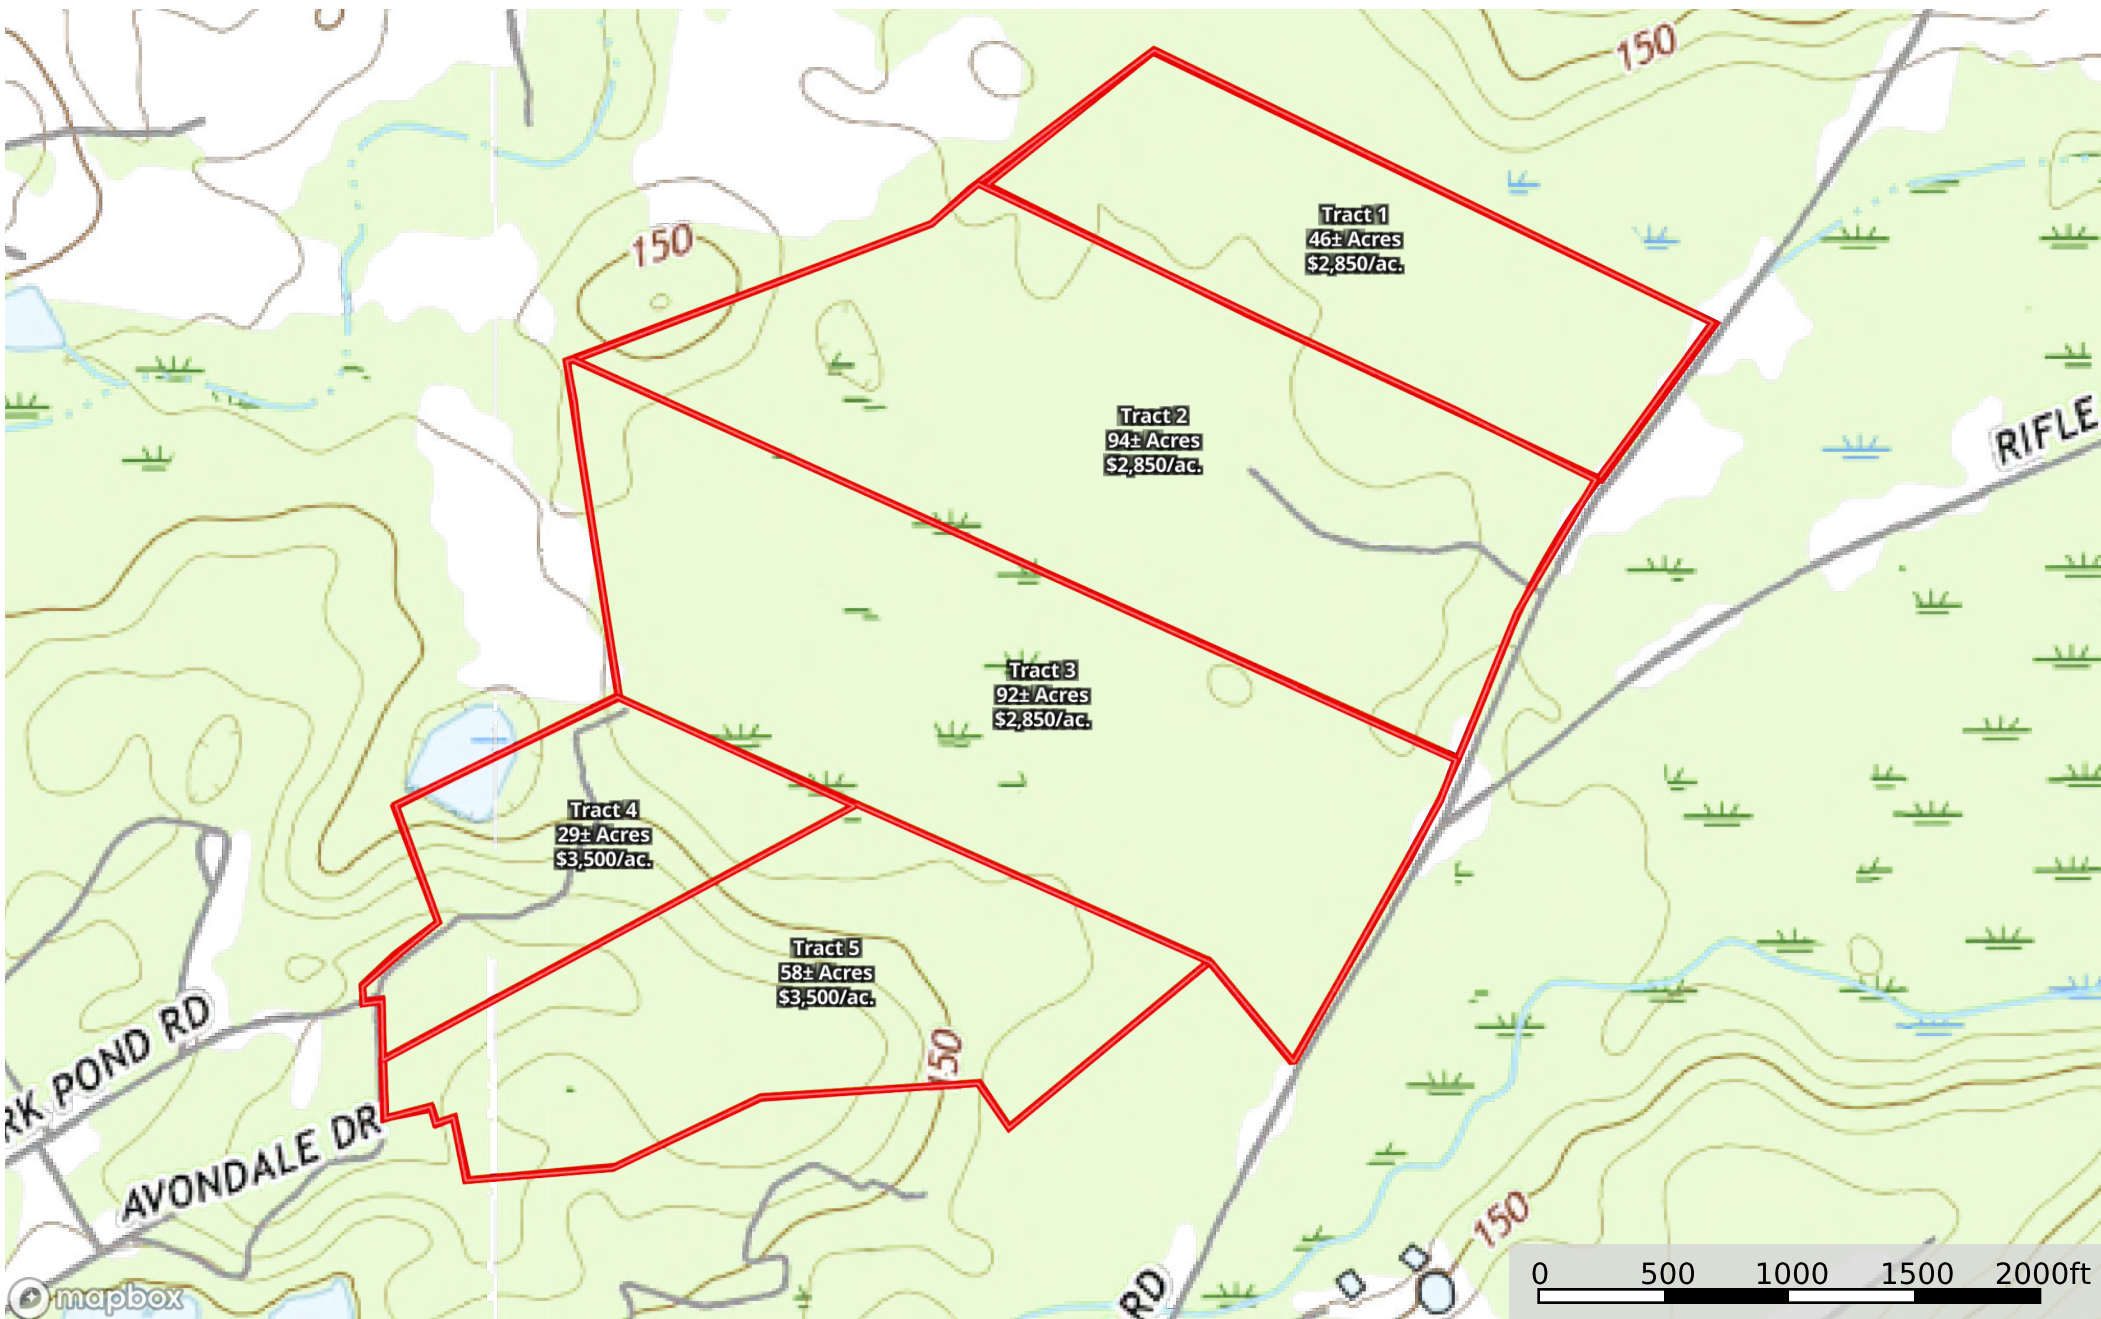 150
Tract 1
46± Acres
$2,850/ac.
150
RIFLE
Tract 2
94± Acres
$2,850/ac.
Tract 3
92± Acres
$2,850/ac.
Tract 4
29± Acres
$3,500/ac.
Tract 5
58± Acres
$3,500/ac.
150
RK POND RD
AVONDALE DR
150
RD
0 500 1000 1500 2000ft
mapbox